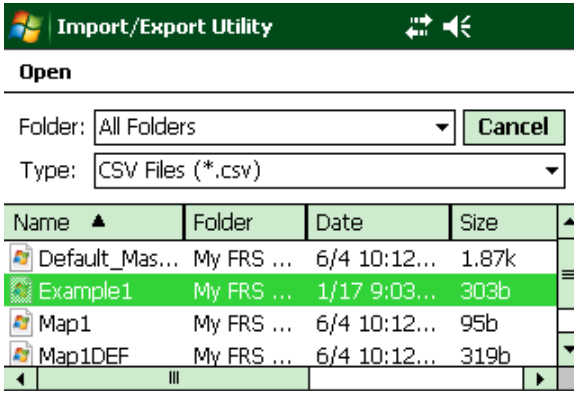 Import/Export Utility
Open
Folder: All Folders Cancel
Type: CSV Files (*.csv)
Name Folder Date Size
Default_Mas... My FRS ... 6/4 10:12... 1.87k
Example1 My FRS ... 1/17 9:03... 303b
Map1 My FRS ... 6/4 10:12... 95b
Map1DEF My FRS ... 6/4 10:12... 319b